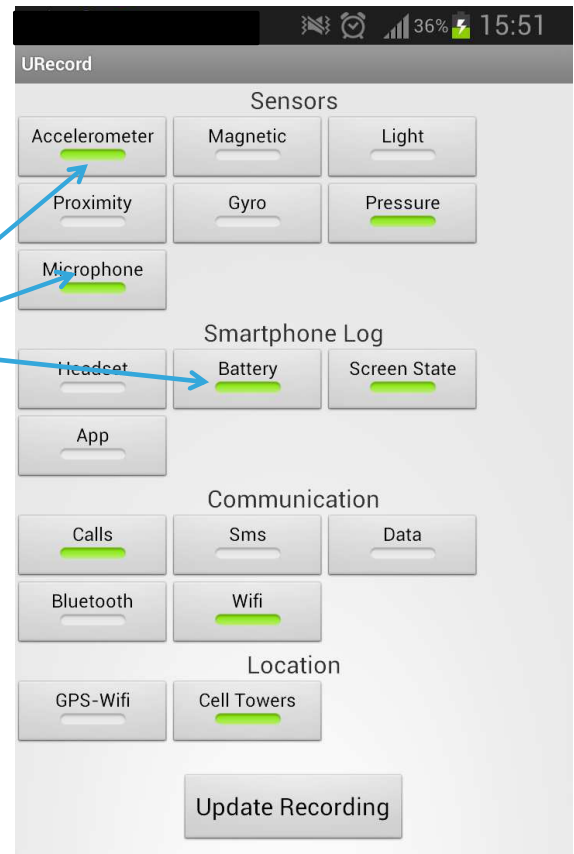 36% 15:51
URecord
Sensors
Accelerometer Magnetic Light
Proximity Gyro Pressure
Microphone
Smartphone Log
Headset Battery Screen State
App
Communication
Calls Sms Data
Bluetooth Wifi
Location
GPS-Wifi Cell Towers
Update Recording